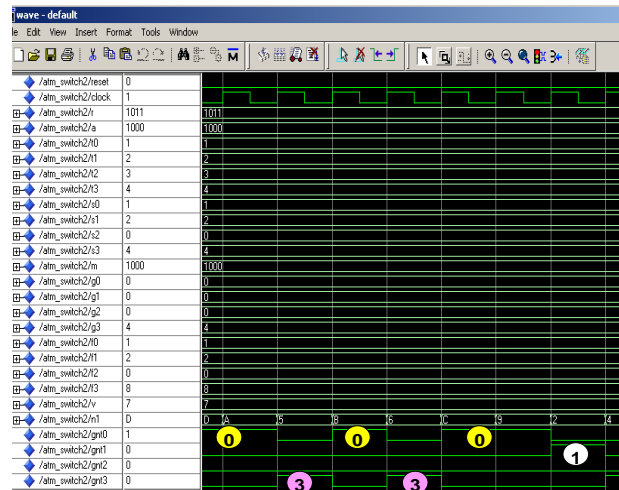 wave - default
le Edit View Insert Format Tools Window
/atm_switch2/reset 0
/atm_switch2/clock 1
/atm_switch2/r 1011 1011
/atm_switch2/a 1000 1000
/atm_switch2/t0 1 1
/atm_switch2/t1 2 2
/atm_switch2/t2 3 3
/atm_switch2/t3 4 4
/atm_switch2/s0 1 1
/atm_switch2/s1 2 2
/atm_switch2/s2 0 0
/atm_switch2/s3 4 4
/atm_switch2/m 1000 1000
/atm_switch2/g0 0 0
/atm_switch2/g1 0 0
/atm_switch2/g2 0 0
/atm_switch2/g3 4 4
/atm_switch2/f0 1 1
/atm_switch2/f1 2 2
/atm_switch2/f2 0 0
/atm_switch2/f3 8 8
/atm_switch2/v 7 7
/atm_switch2/n1 D D A 5 B 6 C 9 2 4
/atm_switch2/gnt0 1 0 0 0
/atm_switch2/gnt1 0 1
/atm_switch2/gnt2 0
/atm_switch2/gnt3 0 3 3